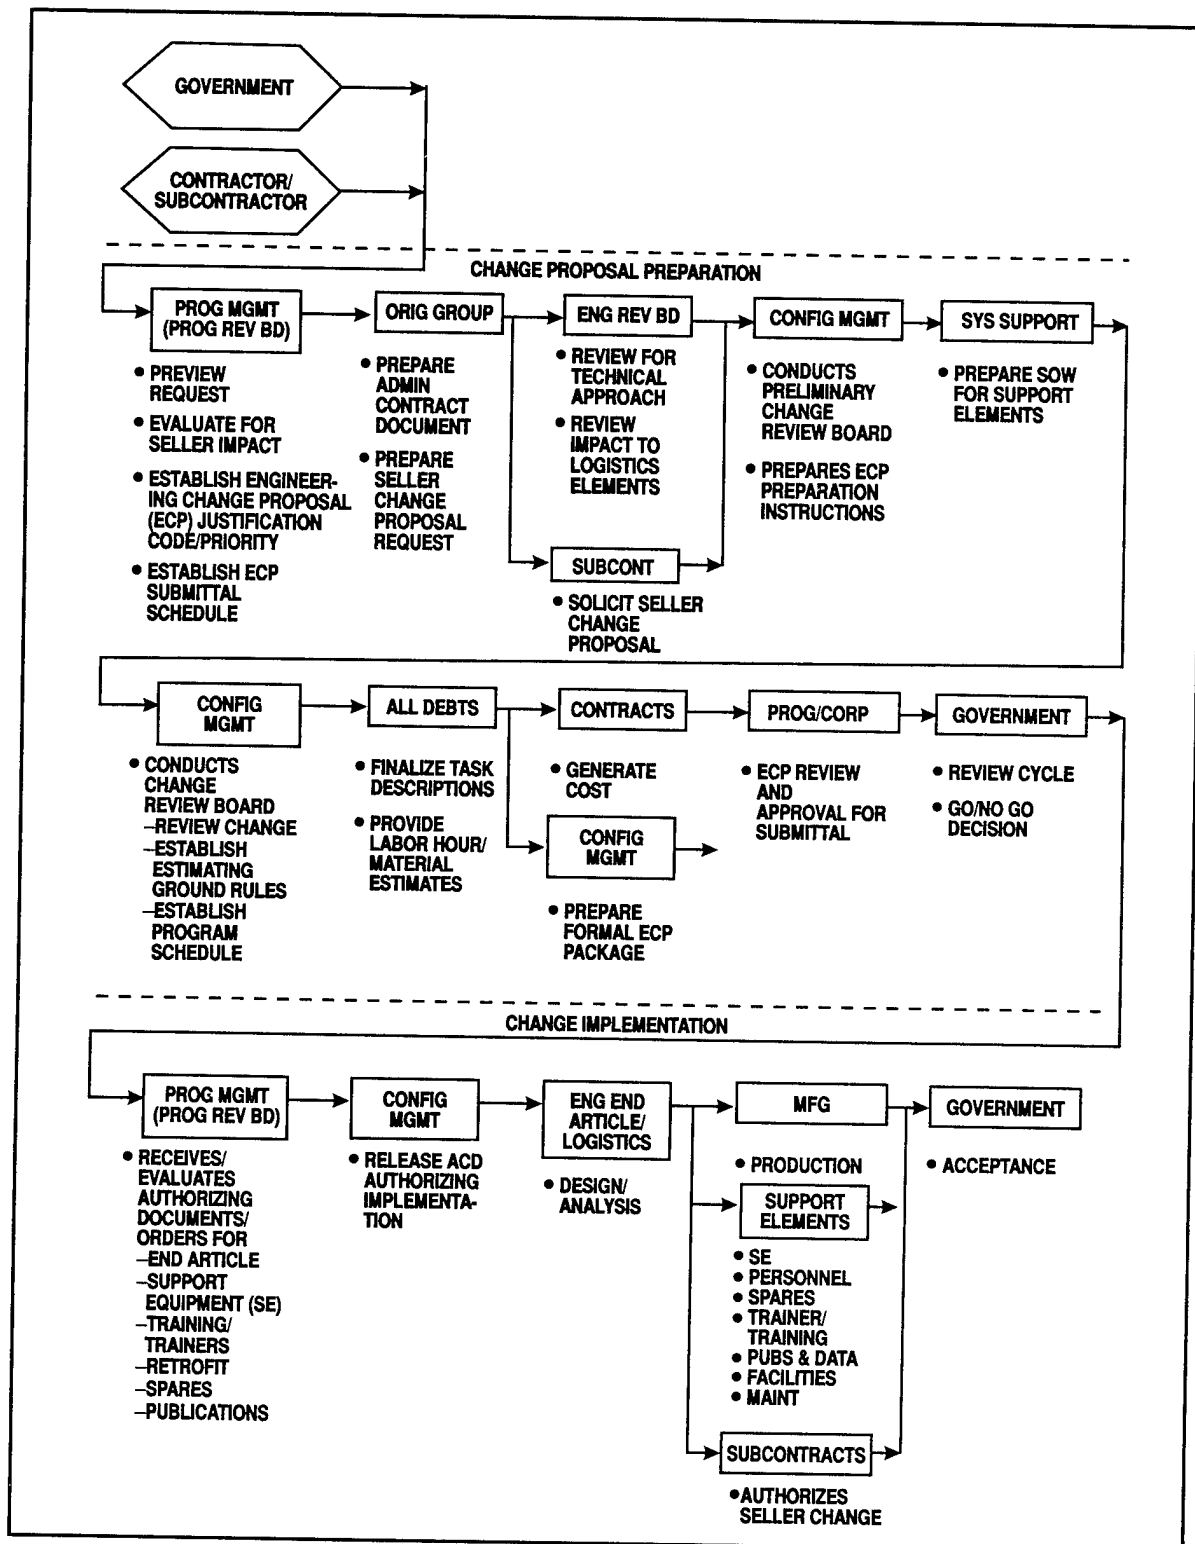 GOVERNMENT
CONTRACTOR/
SUBCONTRACTOR
CHANGE PROPOSAL PREPARATION
PROG MGMT
(PROG REV BD)
● PREVIEW
REQUEST
● EVALUATE FOR
SELLER IMPACT
● ESTABLISH ENGINEER-
ING CHANGE PROPOSAL
(ECP) JUSTIFICATION
CODE/PRIORITY
● ESTABLISH ECP
SUBMITTAL
SCHEDULE
ORIG GROUP
● PREPARE
ADMIN
CONTRACT
DOCUMENT
● PREPARE
SELLER
CHANGE
PROPOSAL
REQUEST
ENG REV BD
● REVIEW FOR
TECHNICAL
APPROACH
● REVIEW
IMPACT TO
LOGISTICS
ELEMENTS
SUBCONT
● SOLICIT SELLER
CHANGE
PROPOSAL
CONFIG MGMT
● CONDUCTS
PRELIMINARY
CHANGE
REVIEW BOARD
● PREPARES ECP
PREPARATION
INSTRUCTIONS
SYS SUPPORT
● PREPARE SOW
FOR SUPPORT
ELEMENTS
CONFIG
MGMT
● CONDUCTS
CHANGE
REVIEW BOARD
–REVIEW CHANGE
–ESTABLISH
ESTIMATING
GROUND RULES
–ESTABLISH
PROGRAM
SCHEDULE
ALL DEBTS
● FINALIZE TASK
DESCRIPTIONS
● PROVIDE
LABOR HOUR/
MATERIAL
ESTIMATES
CONTRACTS
● GENERATE
COST
CONFIG
MGMT
● PREPARE
FORMAL ECP
PACKAGE
PROG/CORP
● ECP REVIEW
AND
APPROVAL FOR
SUBMITTAL
GOVERNMENT
● REVIEW CYCLE
● GO/NO GO
DECISION
CHANGE IMPLEMENTATION
PROG MGMT
(PROG REV BD)
● RECEIVES/
EVALUATES
AUTHORIZING
DOCUMENTS/
ORDERS FOR
–END ARTICLE
–SUPPORT
EQUIPMENT (SE)
–TRAINING/
TRAINERS
–RETROFIT
–SPARES
–PUBLICATIONS
CONFIG
MGMT
● RELEASE ACD
AUTHORIZING
IMPLEMENTA-
TION
ENG END
ARTICLE/
LOGISTICS
● DESIGN/
ANALYSIS
MFG
● PRODUCTION
SUPPORT
ELEMENTS
● SE
● PERSONNEL
● SPARES
● TRAINER/
TRAINING
● PUBS & DATA
● FACILITIES
● MAINT
SUBCONTRACTS
● AUTHORIZES
SELLER CHANGE
GOVERNMENT
● ACCEPTANCE